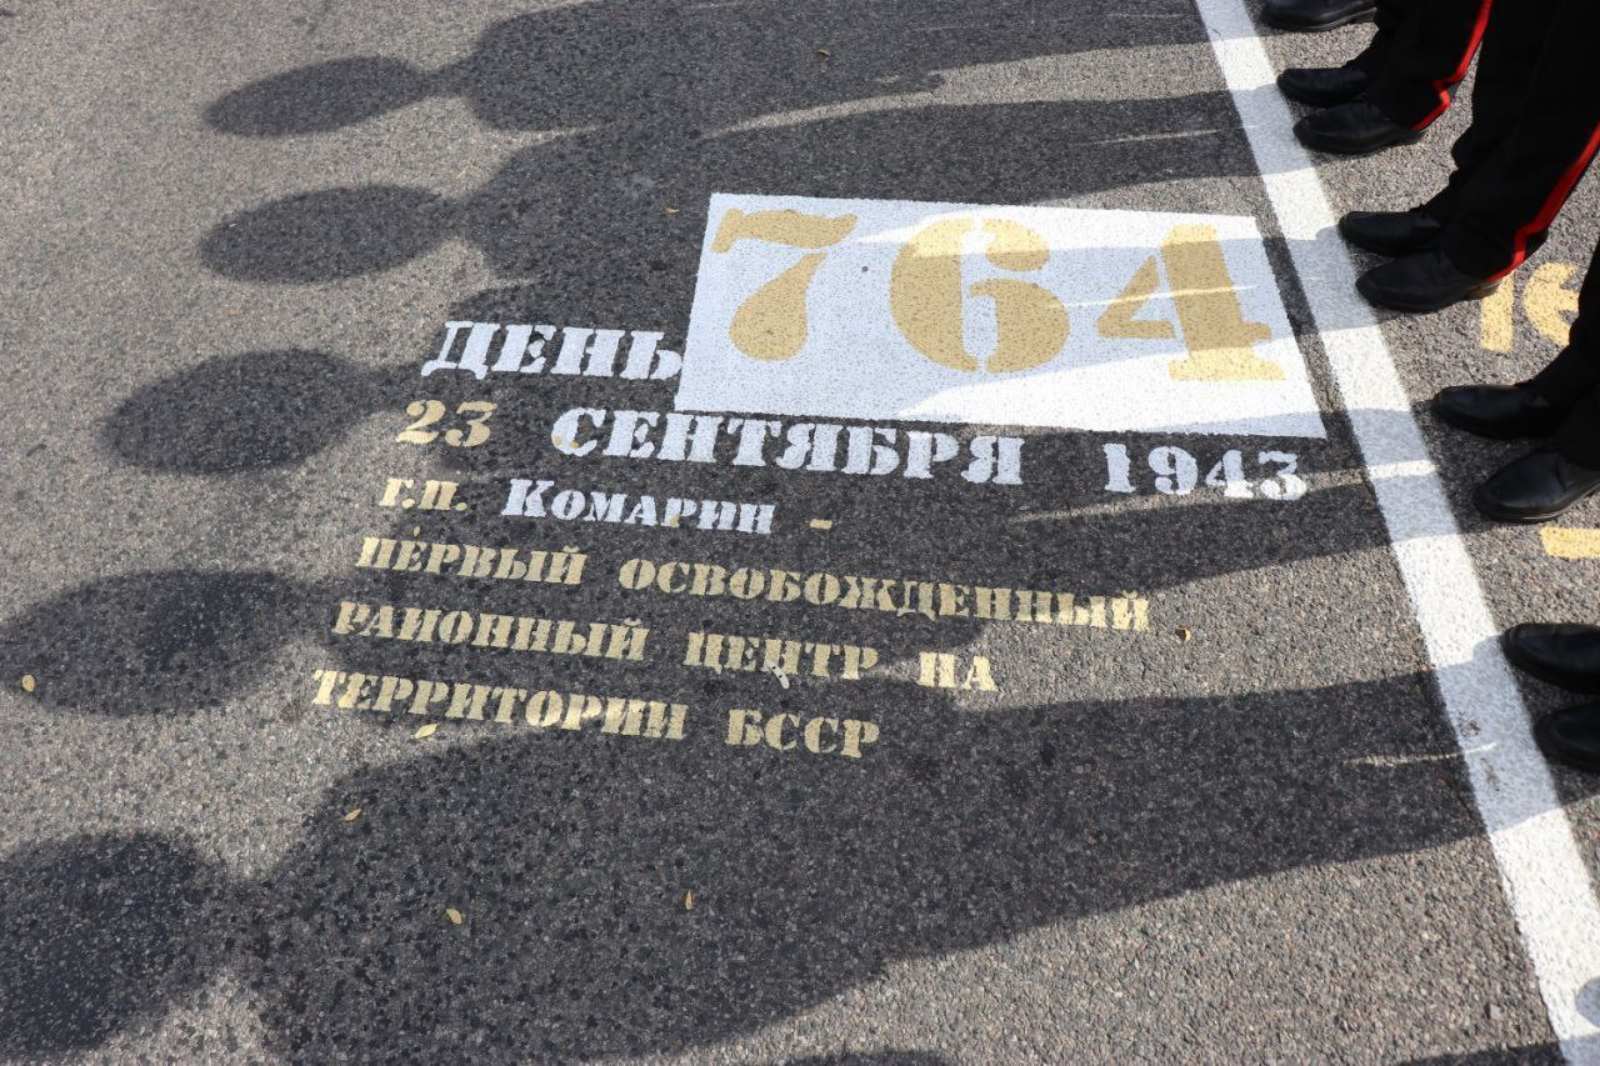 ДЕНЬ 764
23 СЕНТЯБРЯ 1943
Г.П. КОМАРИН -
ПЕРВЫЙ ОСВОБОЖДЕННЫЙ
РАЙОННЫЙ ЦЕНТР НА
ТЕРРИТОРИИ БССР